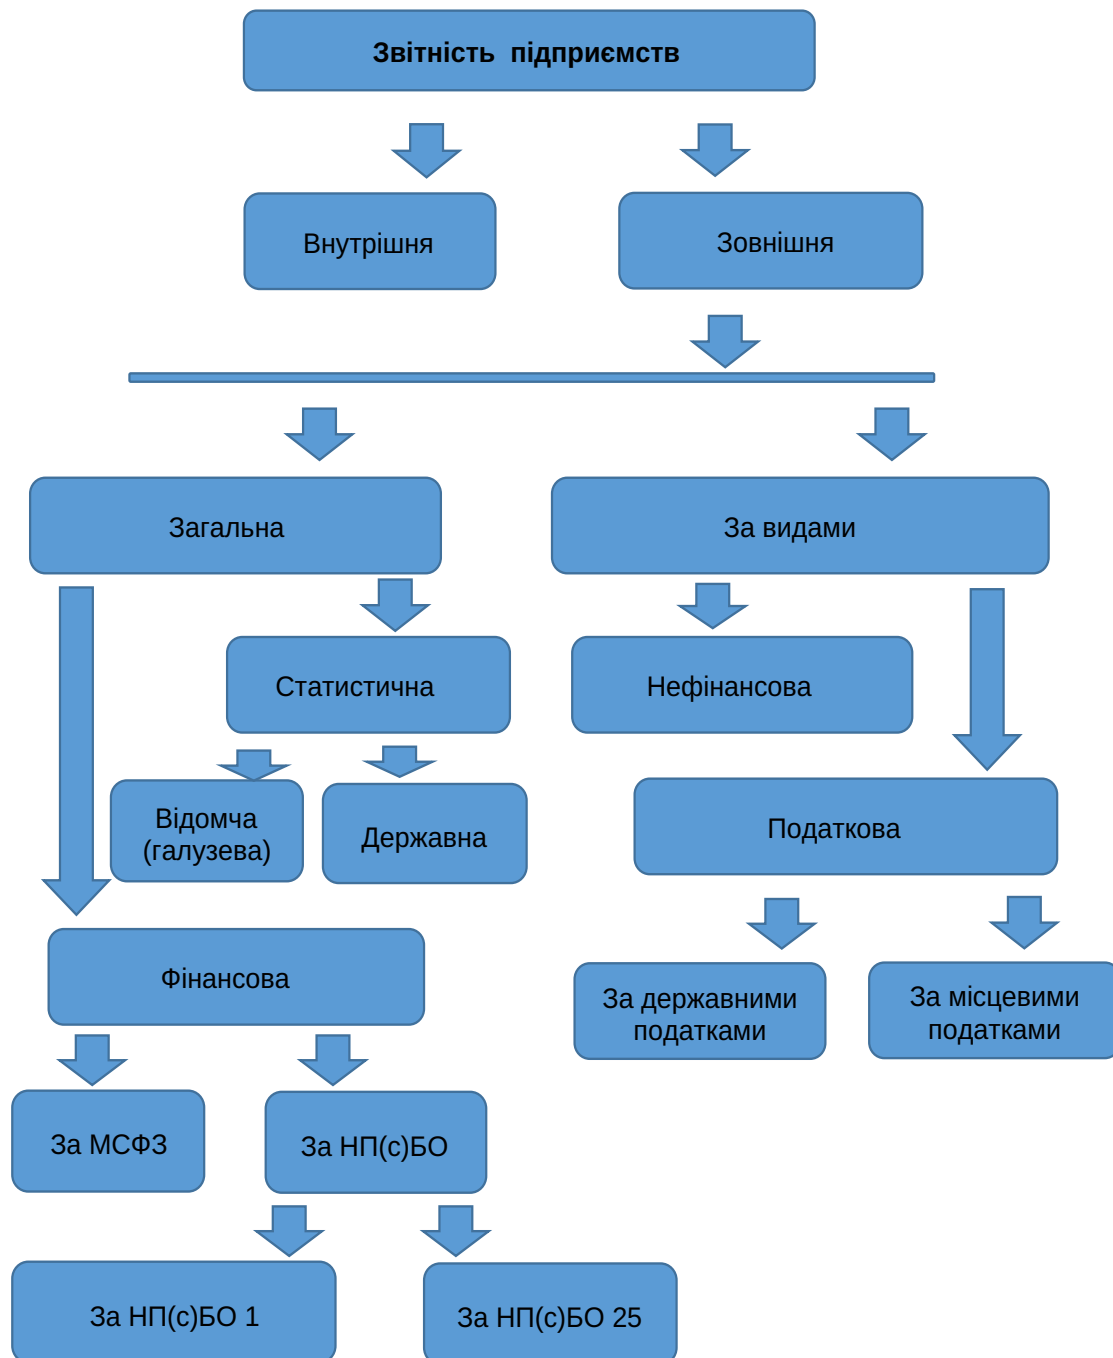 Звітність підприємств
Внутрішня
Зовнішня
Загальна
За видами
Статистична
Нефінансова
Відомча
(галузева)
Державна
Податкова
Фінансова
За державними
податками
За місцевими
податками
За МСФЗ
За НП(с)БО
За НП(с)БО 1
За НП(с)БО 25